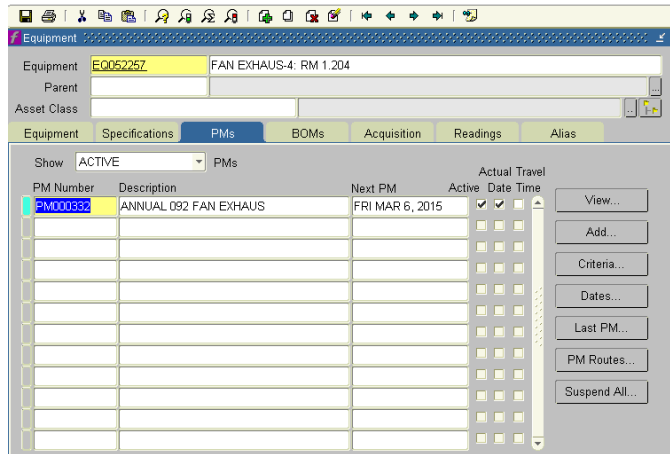 Equipment
Equipment EQ052257 FAN EXHAUS-4: RM 1.204
Parent ...
Asset Class ...
Equipment Specifications PMs BOMs Acquisition Readings Alias
Show ACTIVE PMs
Actual Travel
PM Number Description Next PM Active Date Time
PM000332 ANNUAL 092 FAN EXHAUS FRI MAR 6, 2015
View...
Add...
Criteria...
Dates...
Last PM...
PM Routes...
Suspend All...